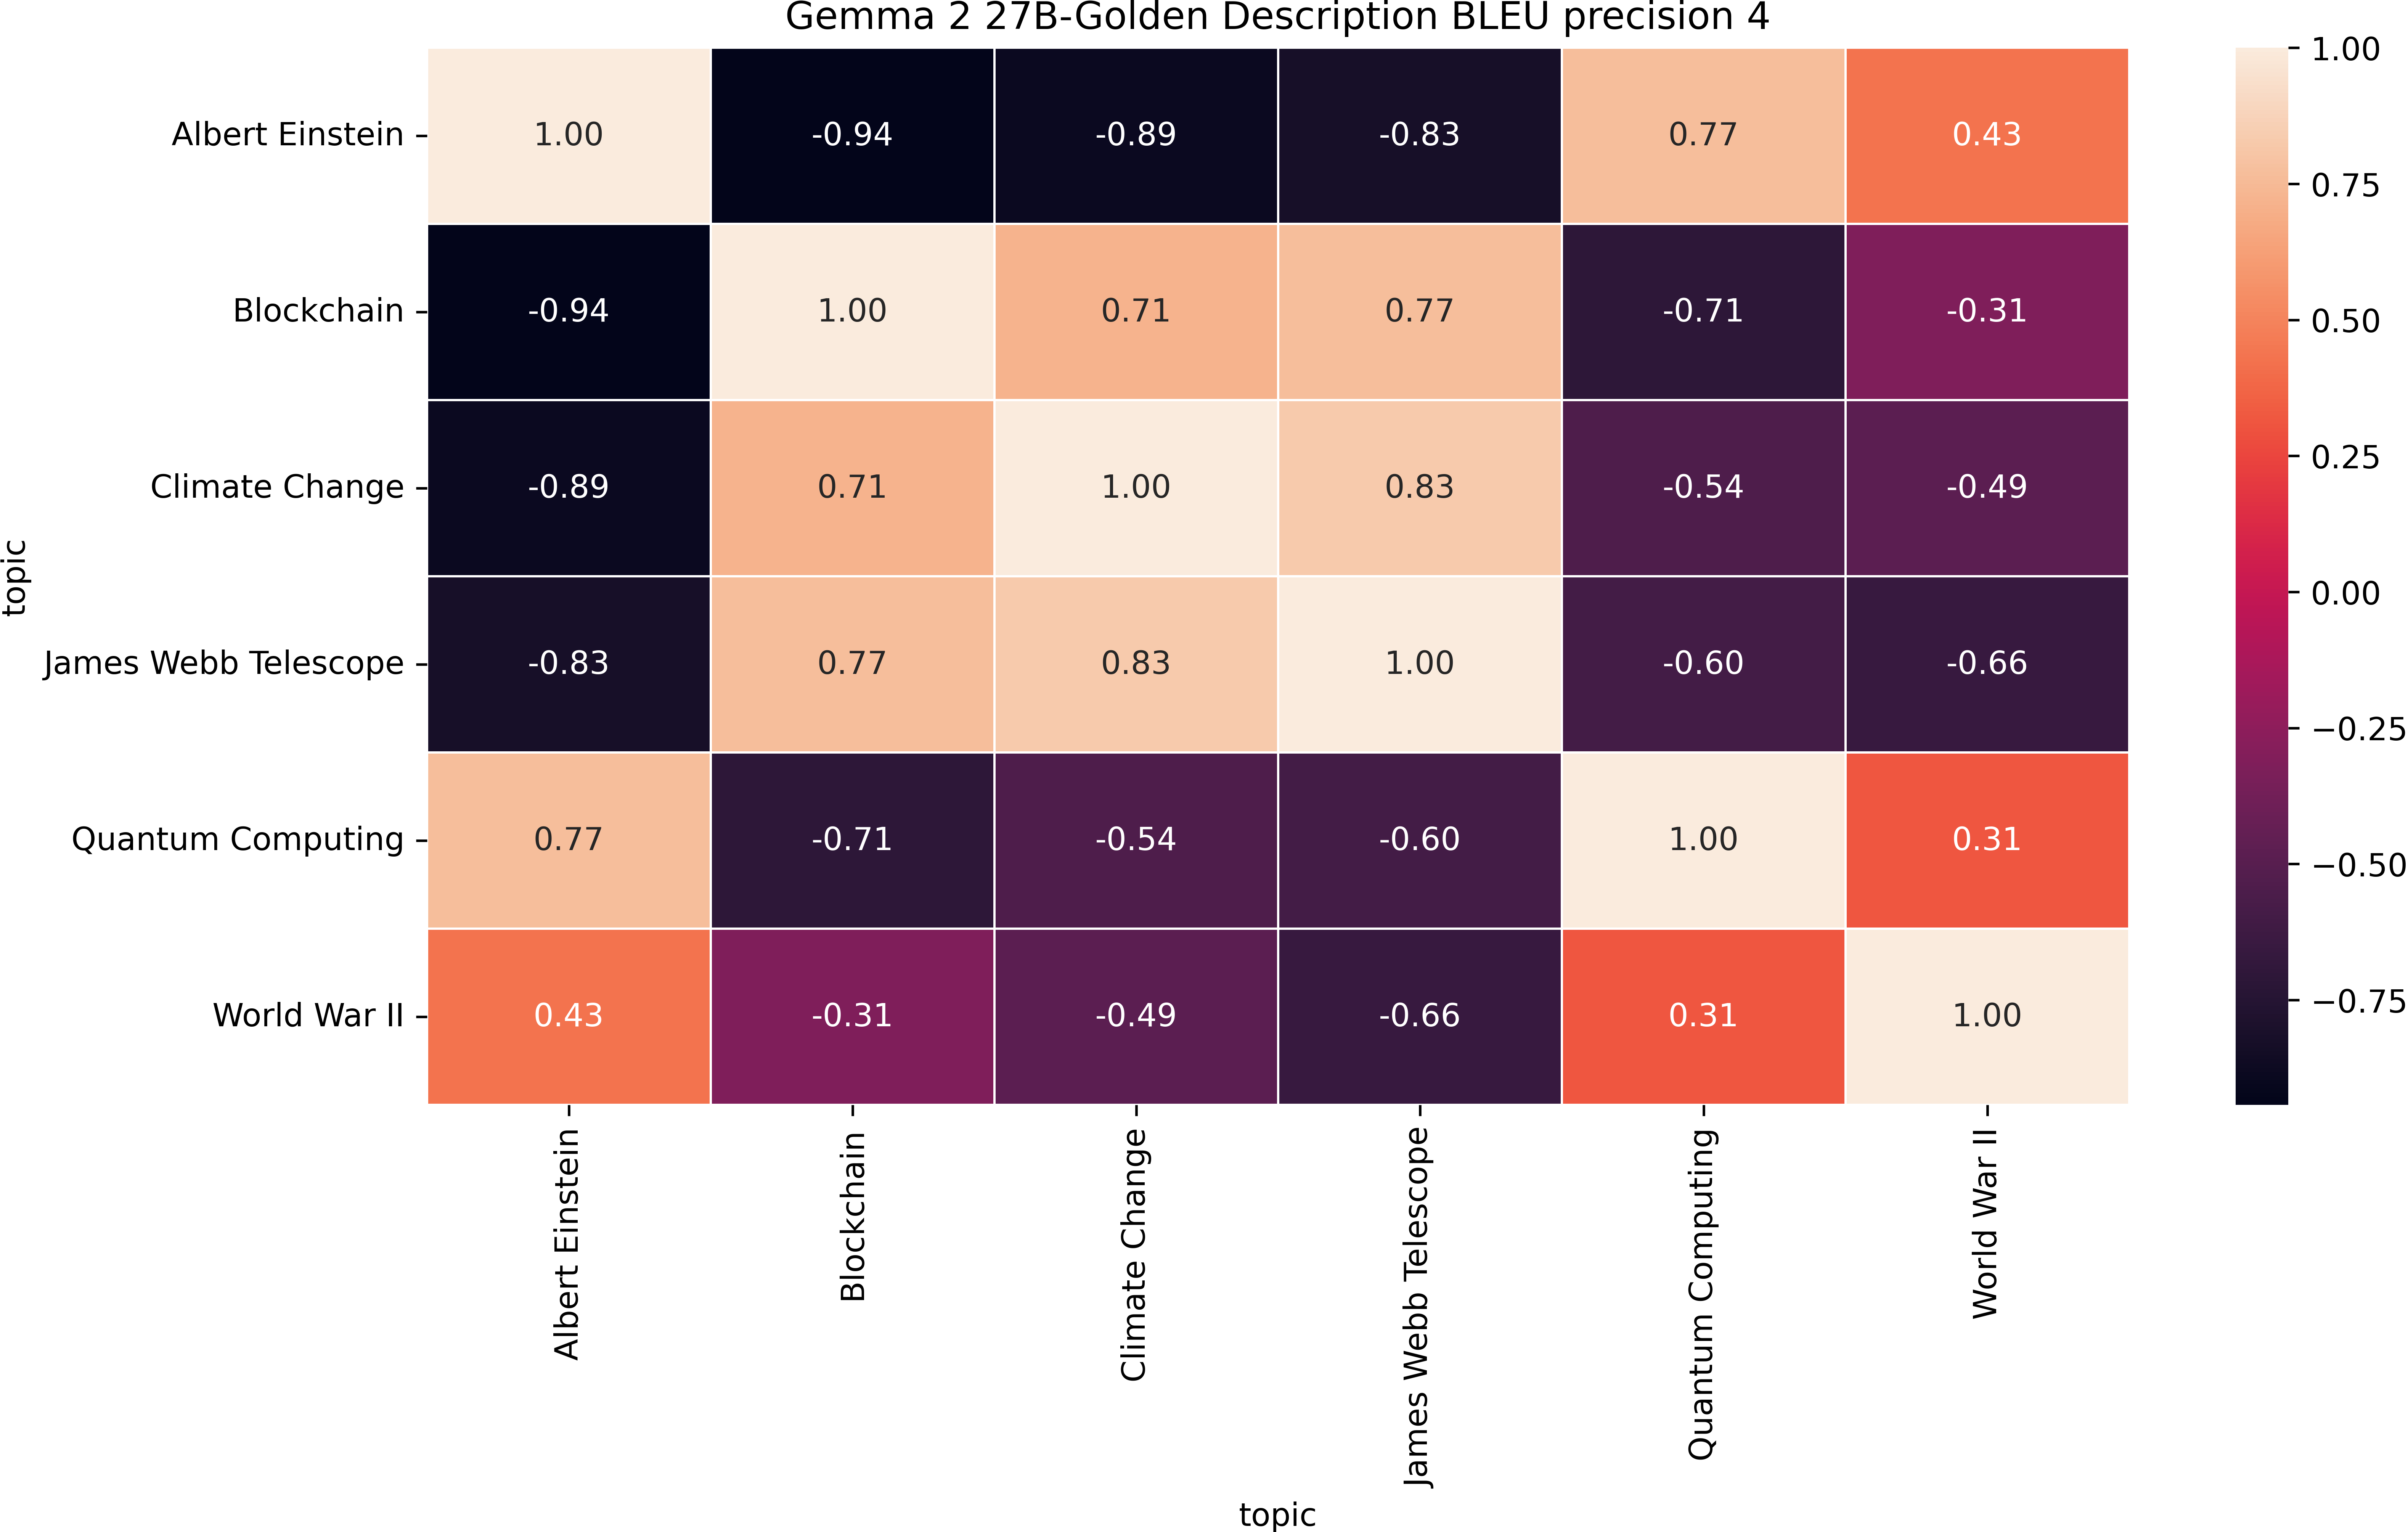 Gemma 2 27B-Golden Description BLEU precision 4
topic
Albert Einstein 1.00 -0.94 -0.89 -0.83 0.77 0.43
Blockchain -0.94 1.00 0.71 0.77 -0.71 -0.31
Climate Change -0.89 0.71 1.00 0.83 -0.54 -0.49
James Webb Telescope -0.83 0.77 0.83 1.00 -0.60 -0.66
Quantum Computing 0.77 -0.71 -0.54 -0.60 1.00 0.31
World War II 0.43 -0.31 -0.49 -0.66 0.31 1.00
Albert Einstein
Blockchain
Climate Change
James Webb Telescope
Quantum Computing
World War II
topic
1.00
0.75
0.50
0.25
0.00
−0.25
−0.50
−0.75